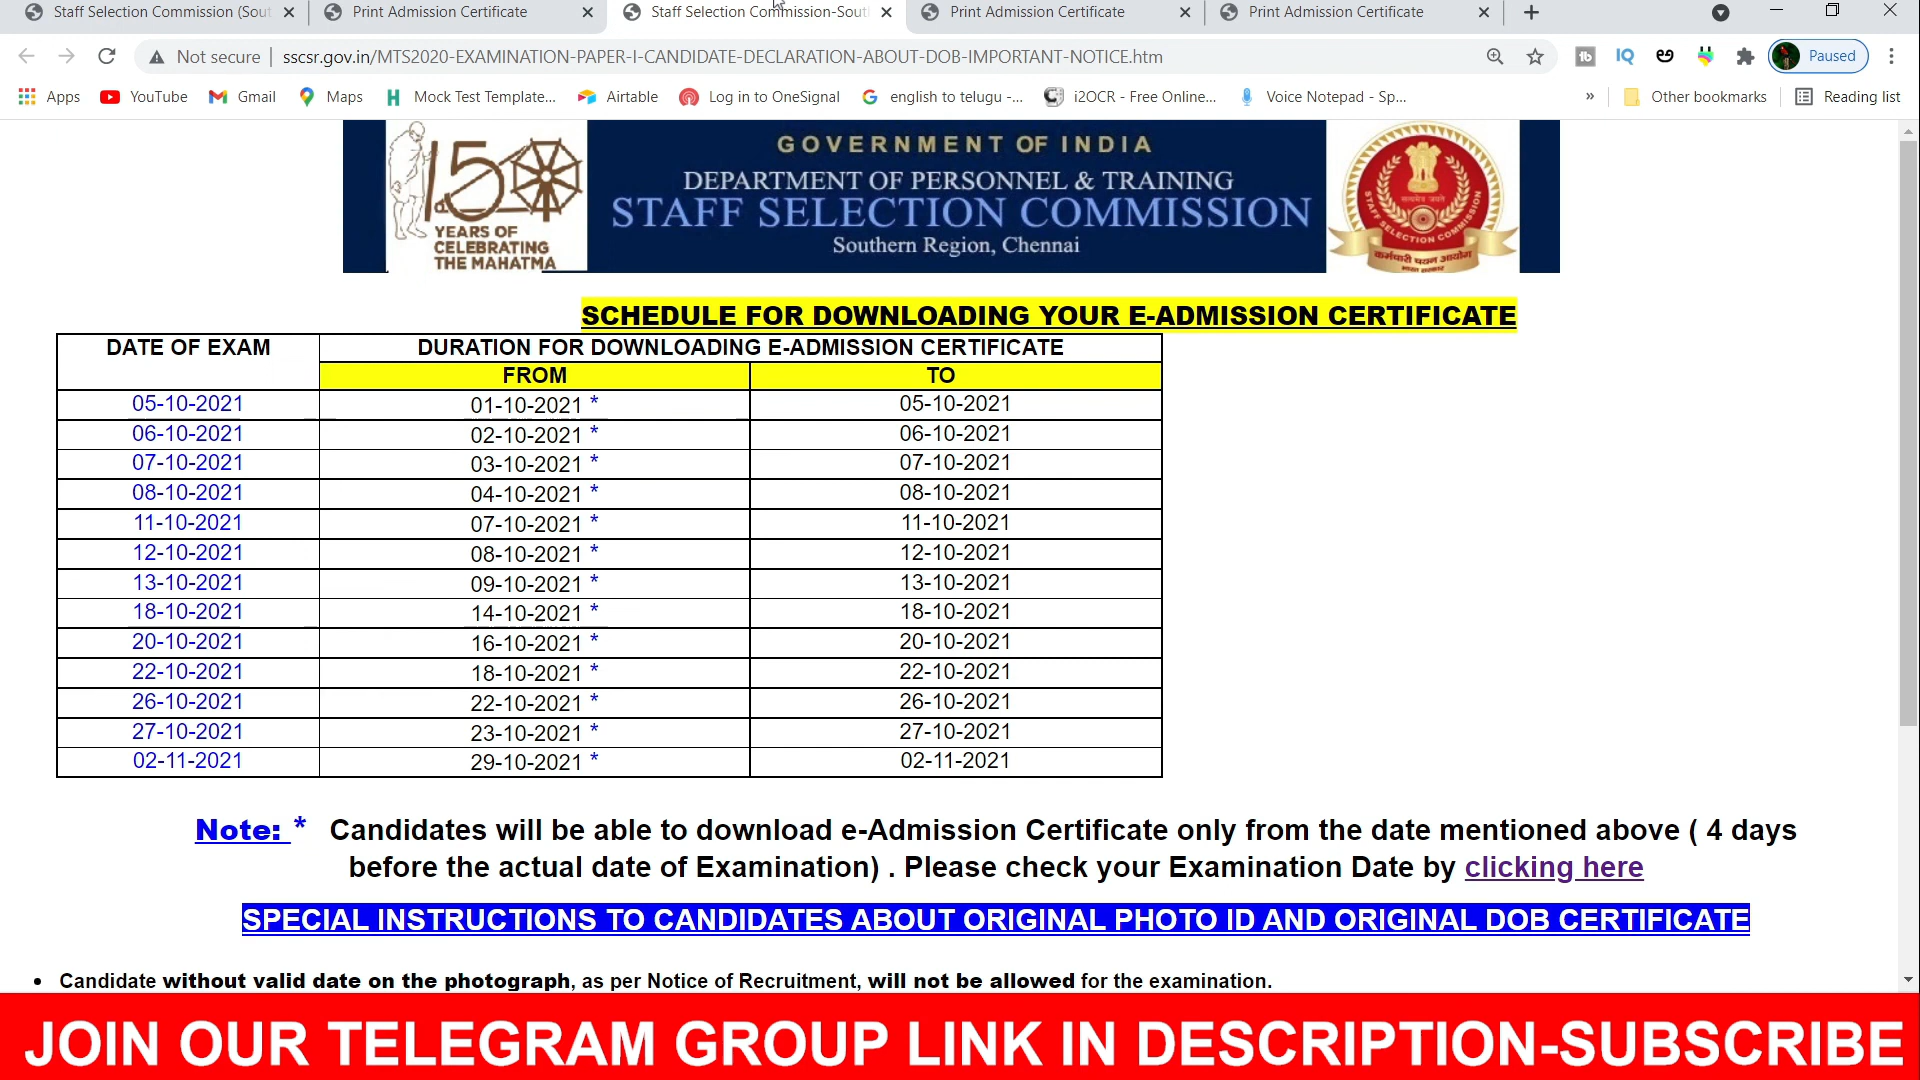 Staff Selection Commission (Sout
Print Admission Certificate
Staff Selection Commission-Sout
Print Admission Certificate
Print Admission Certificate
Not secure | sscsr.gov.in/MTS2020-EXAMINATION-PAPER-I-CANDIDATE-DECLARATION-ABOUT-DOB-IMPORTANT-NOTICE.htm
Paused
Apps YouTube Gmail Maps Mock Test Template... Airtable Log in to OneSignal english to telugu -... i2OCR - Free Online... Voice Notepad - Sp... » Other bookmarks Reading list
150
YEARS OF
CELEBRATING
THE MAHATMA
GOVERNMENT OF INDIA
DEPARTMENT OF PERSONNEL & TRAINING
STAFF SELECTION COMMISSION
Southern Region, Chennai
STAFF SELECTION COMMISSION
सत्यमेव जयते
कर्मचारी चयन आयोग
भारत सरकार
SCHEDULE FOR DOWNLOADING YOUR E-ADMISSION CERTIFICATE
DATE OF EXAM DURATION FOR DOWNLOADING E-ADMISSION CERTIFICATE
FROM TO
05-10-2021 01-10-2021 * 05-10-2021
06-10-2021 02-10-2021 * 06-10-2021
07-10-2021 03-10-2021 * 07-10-2021
08-10-2021 04-10-2021 * 08-10-2021
11-10-2021 07-10-2021 * 11-10-2021
12-10-2021 08-10-2021 * 12-10-2021
13-10-2021 09-10-2021 * 13-10-2021
18-10-2021 14-10-2021 * 18-10-2021
20-10-2021 16-10-2021 * 20-10-2021
22-10-2021 18-10-2021 * 22-10-2021
26-10-2021 22-10-2021 * 26-10-2021
27-10-2021 23-10-2021 * 27-10-2021
02-11-2021 29-10-2021 * 02-11-2021
Note: * Candidates will be able to download e-Admission Certificate only from the date mentioned above ( 4 days
before the actual date of Examination) . Please check your Examination Date by clicking here
SPECIAL INSTRUCTIONS TO CANDIDATES ABOUT ORIGINAL PHOTO ID AND ORIGINAL DOB CERTIFICATE
• Candidate without valid date on the photograph, as per Notice of Recruitment, will not be allowed for the examination.
JOIN OUR TELEGRAM GROUP LINK IN DESCRIPTION-SUBSCRIBE